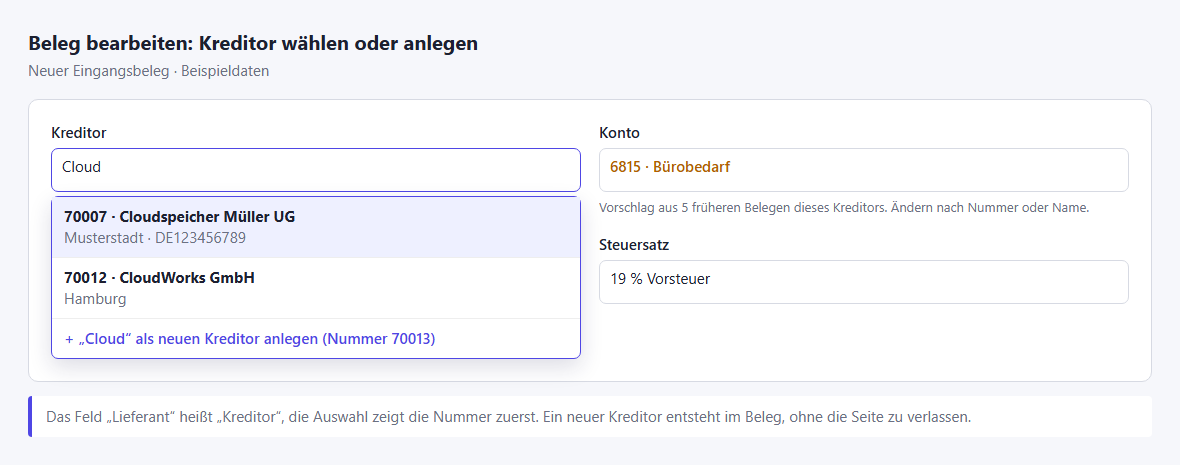 Beleg bearbeiten: Kreditor wählen oder anlegen
Neuer Eingangsbeleg · Beispieldaten
Kreditor
Cloud
70007 · Cloudspeicher Müller UG
Musterstadt · DE123456789
70012 · CloudWorks GmbH
Hamburg
+ „Cloud“ als neuen Kreditor anlegen (Nummer 70013)
Konto
6815 · Bürobedarf
Vorschlag aus 5 früheren Belegen dieses Kreditors. Ändern nach Nummer oder Name.
Steuersatz
19 % Vorsteuer
Das Feld „Lieferant“ heißt „Kreditor“, die Auswahl zeigt die Nummer zuerst. Ein neuer Kreditor entsteht im Beleg, ohne die Seite zu verlassen.